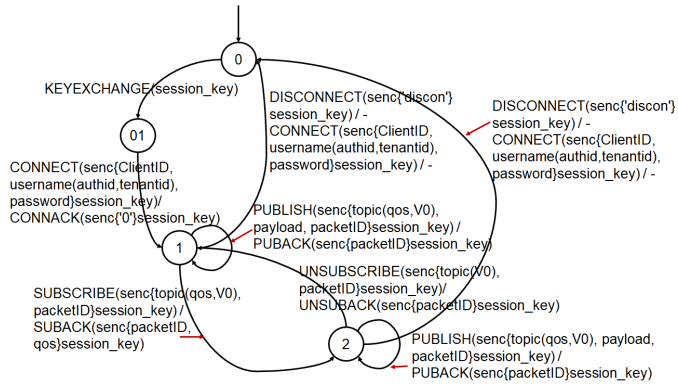 0
KEYEXCHANGE(session_key)
DISCONNECT(senc{'discon'}
session_key) / -
CONNECT(senc{ClientID,
username(authid,tenantid),
password}session_key) / -
DISCONNECT(senc{'discon'}
session_key) / -
CONNECT(senc{ClientID,
username(authid,tenantid),
password}session_key) / -
01
CONNECT(senc{ClientID,
username(authid,tenantid),
password}session_key)/
CONNACK(senc{'0'}session_key)
PUBLISH(senc{topic(qos,V0),
payload, packetID}session_key) /
PUBACK(senc{packetID}session_key)
1
UNSUBSCRIBE(senc{topic(V0),
packetID}session_key)/
UNSUBACK(senc{packetID}session_key)
SUBSCRIBE(senc{topic(qos,V0),
packetID}session_key) /
SUBACK(senc{packetID,
qos}session_key)
2
PUBLISH(senc{topic(qos,V0), payload,
packetID}session_key) /
PUBACK(senc{packetID}session_key)